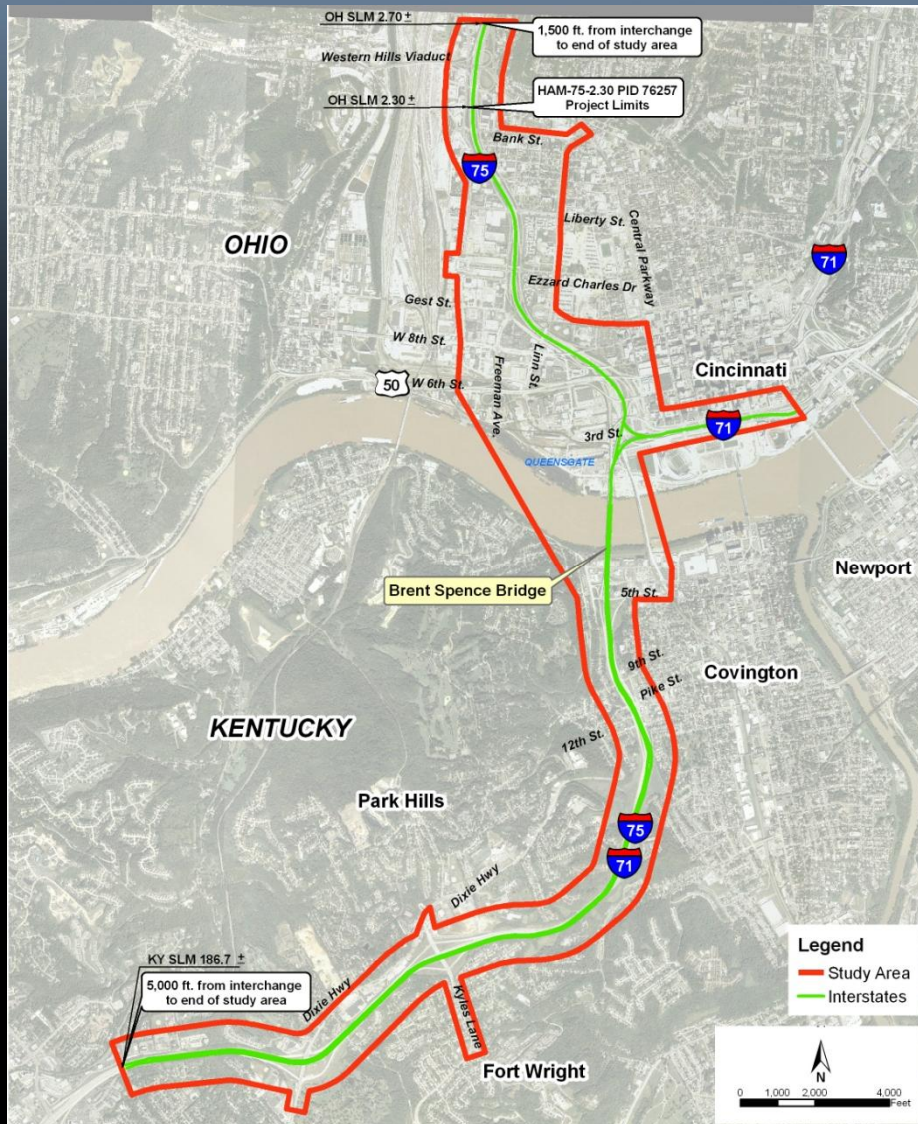 OH SLM 2.70 ±
1,500 ft. from interchange
to end of study area
Western Hills Viaduct
OH SLM 2.30 ±
HAM-75-2.30 PID 76257
Project Limits
Bank St.
75
Liberty St.
Central Parkway
OHIO
71
Ezzard Charles Dr
Gest St.
W 8th St.
Linn St.
Freeman Ave.
50
W 6th St.
Cincinnati
71
3rd St.
QUEENSGATE
Brent Spence Bridge
5th St.
Newport
9th St.
Covington
Pike St.
KENTUCKY
12th St.
Park Hills
75
71
Dixie Hwy
KY SLM 186.7 ±
5,000 ft. from interchange
to end of study area
Dixie Hwy
Kyles Lane
Fort Wright
Legend
Study Area
Interstates
N
0 1,000 2,000 4,000
Feet